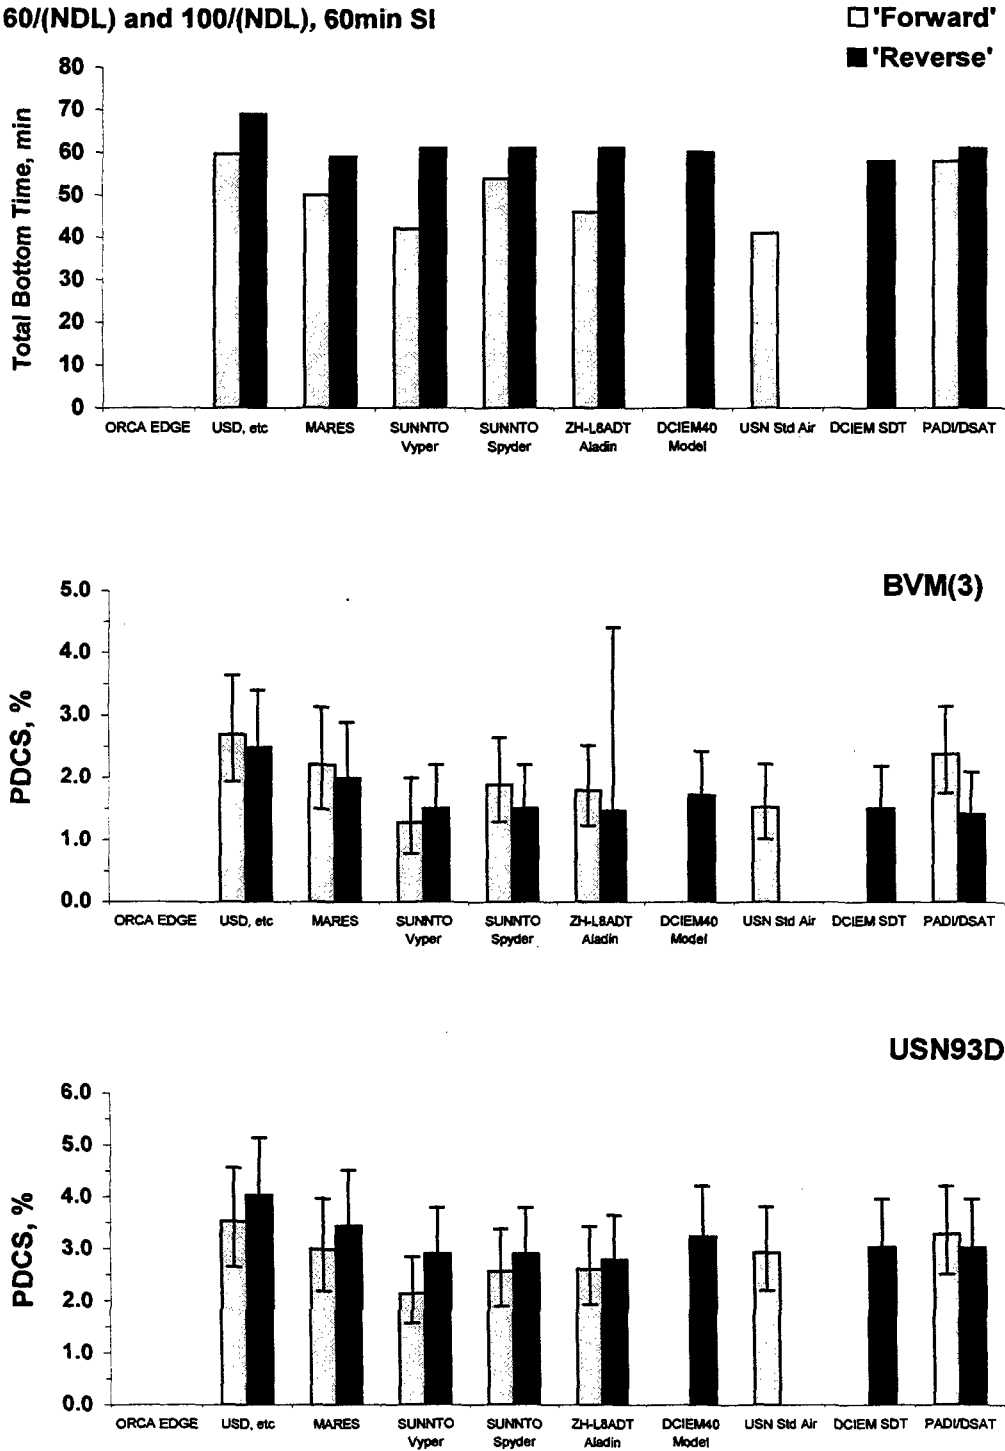 60/(NDL) and 100/(NDL), 60min SI
'Forward'
'Reverse'
Total Bottom Time, min
80
70
60
50
40
30
20
10
0
ORCA EDGE USD, etc MARES SUNNTO Vyper SUNNTO Spyder ZH-L8ADT Aladin DCIEM40 Model USN Std Air DCIEM SDT PADI/DSAT
BVM(3)
PDCS, %
5.0
4.0
3.0
2.0
1.0
0.0
ORCA EDGE USD, etc MARES SUNNTO Vyper SUNNTO Spyder ZH-L8ADT Aladin DCIEM40 Model USN Std Air DCIEM SDT PADI/DSAT
USN93D
PDCS, %
6.0
5.0
4.0
3.0
2.0
1.0
0.0
ORCA EDGE USD, etc MARES SUNNTO Vyper SUNNTO Spyder ZH-L8ADT Aladin DCIEM40 Model USN Std Air DCIEM SDT PADI/DSAT